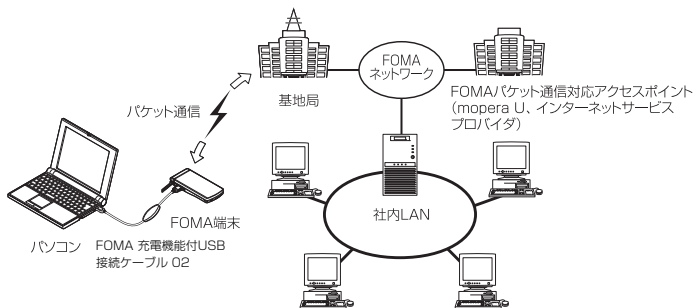 FOMA
ネットワーク
基地局
FOMAパケット通信対応アクセスポイント
（mopera U、インターネットサービス
プロバイダ）
パケット通信
FOMA端末
社内LAN
パソコン
FOMA 充電機能付USB
接続ケーブル 02